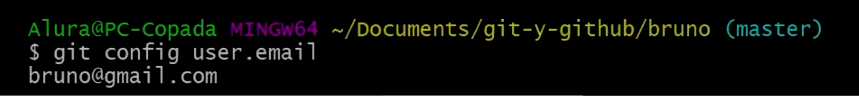 Alura@PC-Copada MINGW64 ~/Documents/git-y-github/bruno (master)
$ git config user.email
bruno@gmail.com